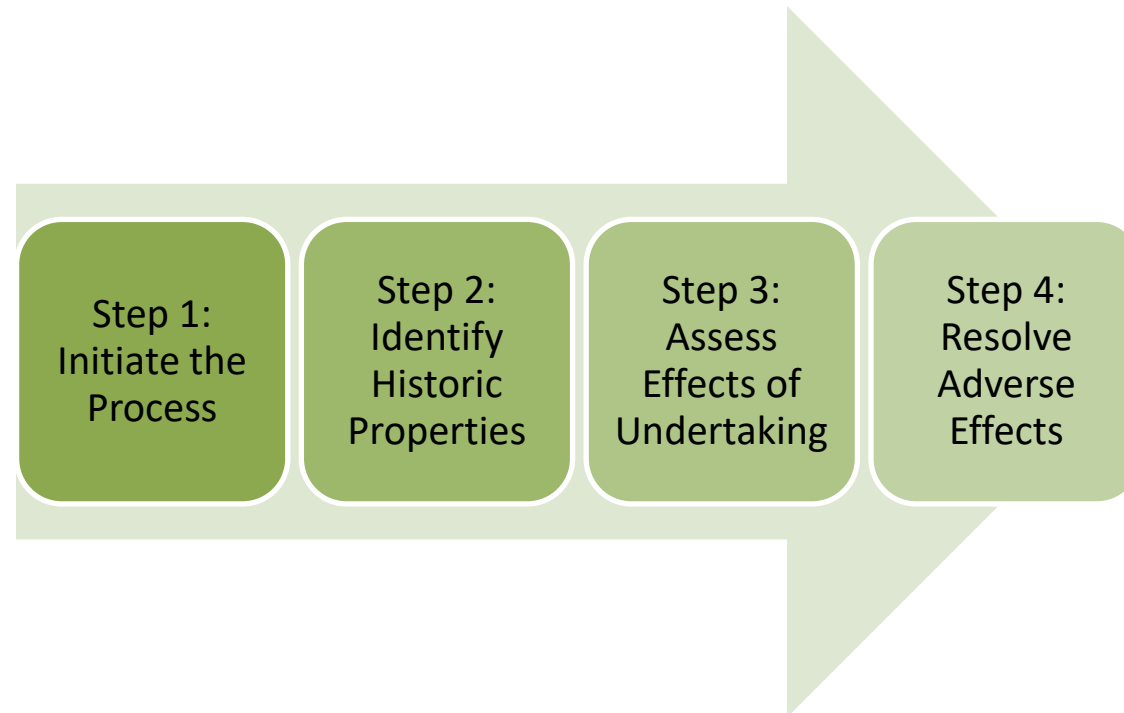 Step 1:
Initiate the
Process
Step 2:
Identify
Historic
Properties
Step 3:
Assess
Effects of
Undertaking
Step 4:
Resolve
Adverse
Effects